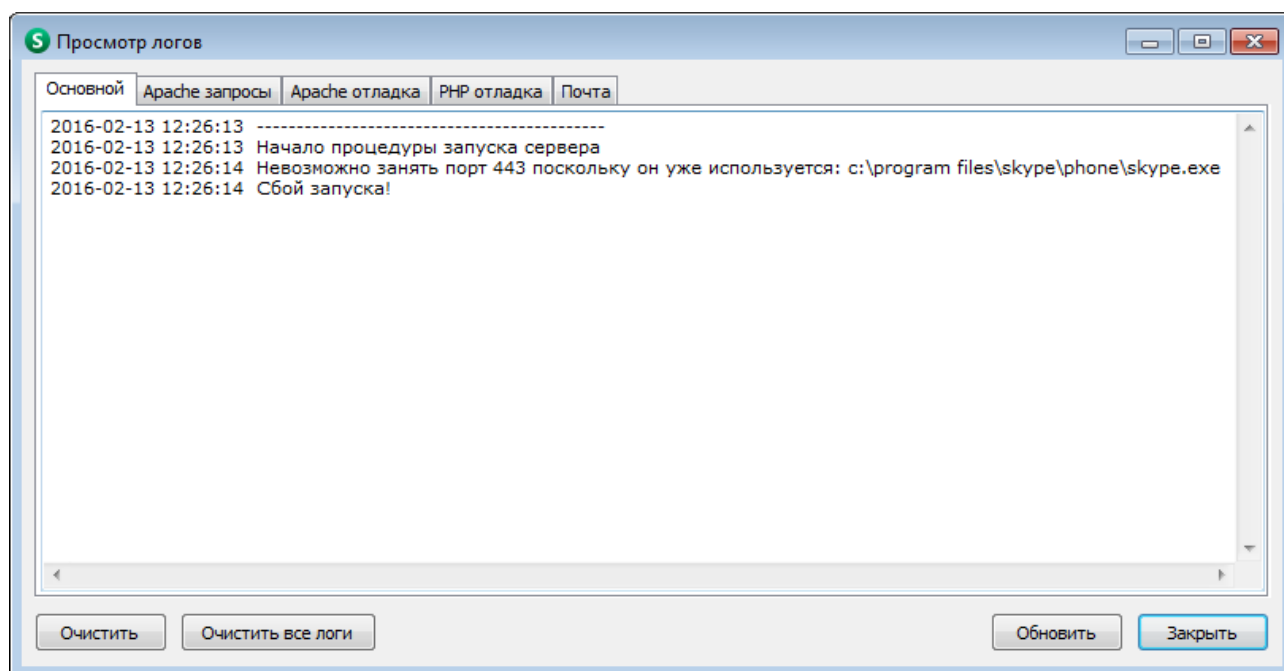 S Просмотр логов
Основной Apache запросы Apache отладка PHP отладка Почта
2016-02-13 12:26:13 --------------------------------------------
2016-02-13 12:26:13 Начало процедуры запуска сервера
2016-02-13 12:26:14 Невозможно занять порт 443 поскольку он уже используется: c:\program files\skype\phone\skype.exe
2016-02-13 12:26:14 Сбой запуска!
Очистить Очистить все логи Обновить Закрыть